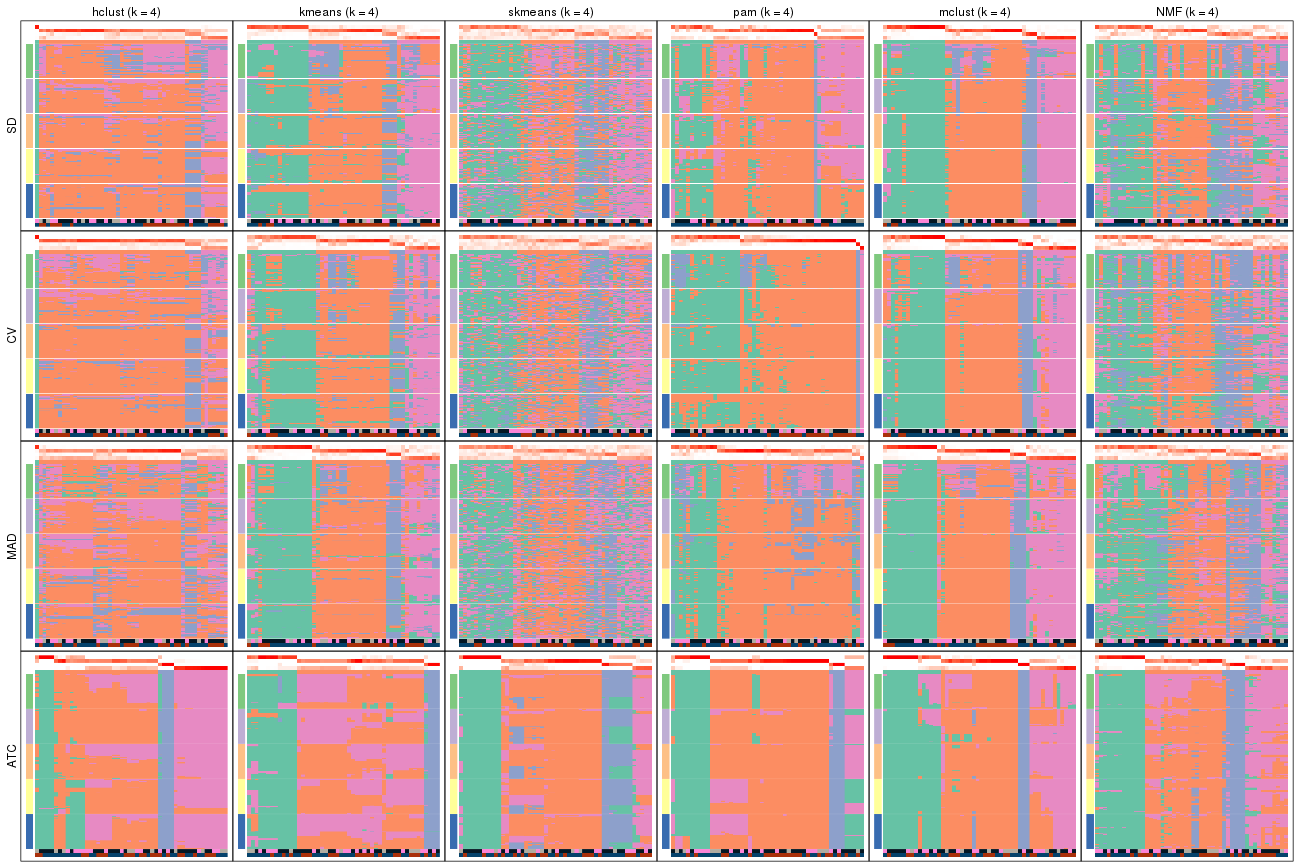 hclust (k = 4) kmeans (k = 4) skmeans (k = 4) pam (k = 4) mclust (k = 4) NMF (k = 4)
SD
CV
MAD
ATC